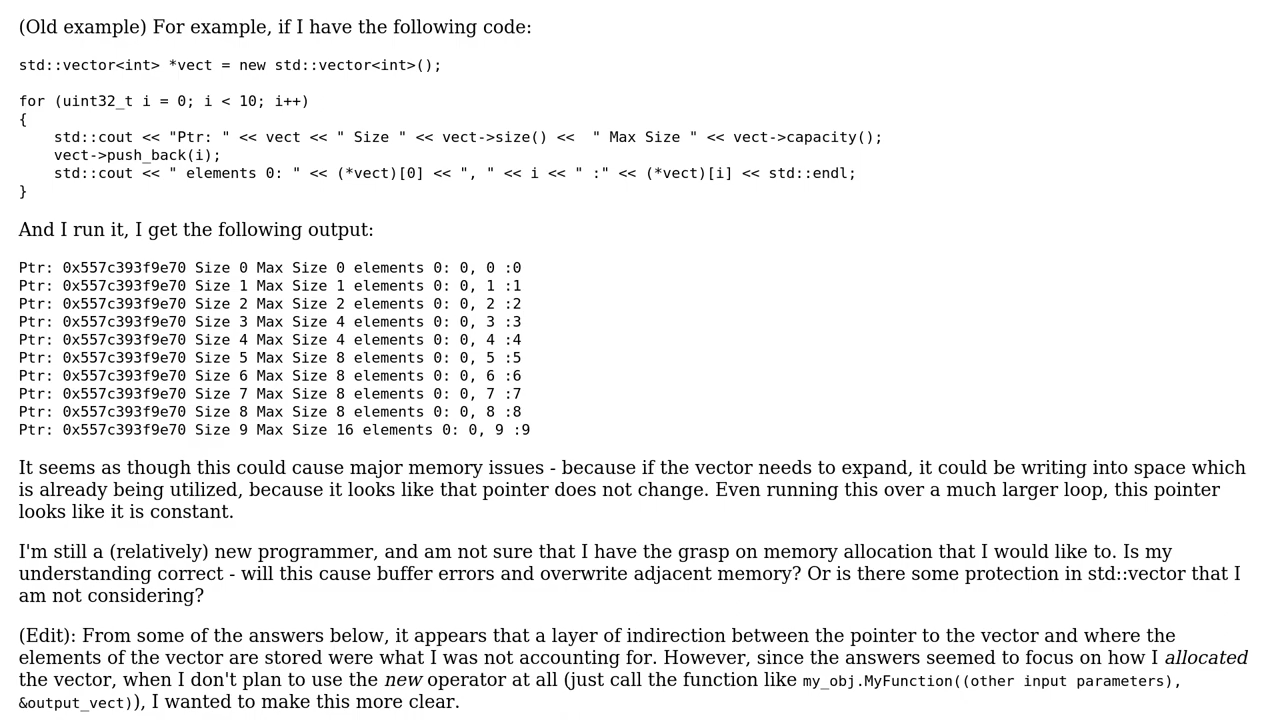 (Old example) For example, if I have the following code:
std::vector<int> *vect = new std::vector<int>();
for (uint32_t i = 0; i < 10; i++)
{
    std::cout << "Ptr: " << vect << " Size " << vect->size() <<  " Max Size " << vect->capacity();
    vect->push_back(i);
    std::cout << " elements 0: " << (*vect)[0] << ", " << i << " :" << (*vect)[i] << std::endl;
}
And I run it, I get the following output:
Ptr: 0x557c393f9e70 Size 0 Max Size 0 elements 0: 0, 0 :0
Ptr: 0x557c393f9e70 Size 1 Max Size 1 elements 0: 0, 1 :1
Ptr: 0x557c393f9e70 Size 2 Max Size 2 elements 0: 0, 2 :2
Ptr: 0x557c393f9e70 Size 3 Max Size 4 elements 0: 0, 3 :3
Ptr: 0x557c393f9e70 Size 4 Max Size 4 elements 0: 0, 4 :4
Ptr: 0x557c393f9e70 Size 5 Max Size 8 elements 0: 0, 5 :5
Ptr: 0x557c393f9e70 Size 6 Max Size 8 elements 0: 0, 6 :6
Ptr: 0x557c393f9e70 Size 7 Max Size 8 elements 0: 0, 7 :7
Ptr: 0x557c393f9e70 Size 8 Max Size 8 elements 0: 0, 8 :8
Ptr: 0x557c393f9e70 Size 9 Max Size 16 elements 0: 0, 9 :9
It seems as though this could cause major memory issues - because if the vector needs to expand, it could be writing into space which
is already being utilized, because it looks like that pointer does not change. Even running this over a much larger loop, this pointer
looks like it is constant.
I'm still a (relatively) new programmer, and am not sure that I have the grasp on memory allocation that I would like to. Is my
understanding correct - will this cause buffer errors and overwrite adjacent memory? Or is there some protection in std::vector that I
am not considering?
(Edit): From some of the answers below, it appears that a layer of indirection between the pointer to the vector and where the
elements of the vector are stored were what I was not accounting for. However, since the answers seemed to focus on how I allocated
the vector, when I don't plan to use the new operator at all (just call the function like my_obj.MyFunction((other input parameters),
&output_vect)), I wanted to make this more clear.